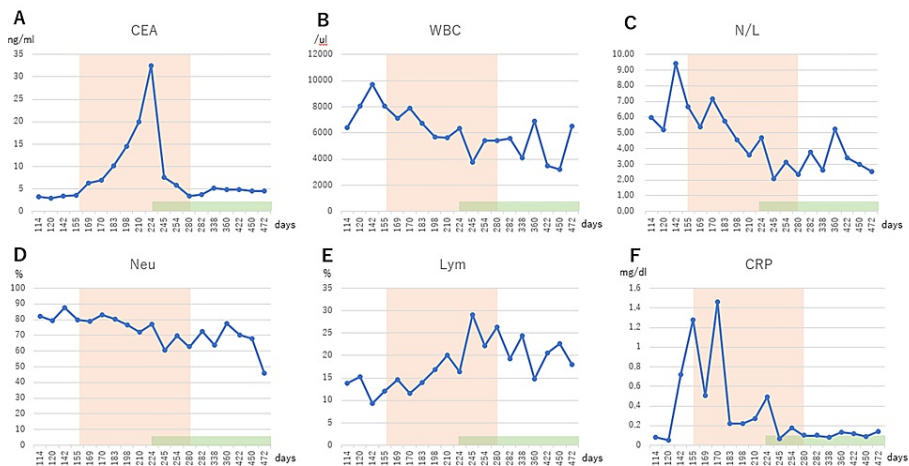 A
CEA
ng/ml
35
30
25
20
15
10
5
0
114 120 142 155 169 170 183 198 210 224 245 254 280 282 338 360 422 450 472 days
B
WBC
/ul
12000
10000
8000
6000
4000
2000
0
114 120 142 155 169 170 183 198 210 224 245 254 280 282 338 360 422 450 472 days
C
N/L
10.00
9.00
8.00
7.00
6.00
5.00
4.00
3.00
2.00
1.00
0.00
114 120 142 155 169 170 183 198 210 224 245 254 280 282 338 360 422 450 472 days
D
Neu
%
100
90
80
70
60
50
40
30
20
10
0
114 120 142 155 169 170 183 198 210 224 245 254 280 282 338 360 422 450 472 days
E
Lym
%
35
30
25
20
15
10
5
0
114 120 142 155 169 170 183 198 210 224 245 254 280 282 338 360 422 450 472 days
F
CRP
mg/dl
1.6
1.4
1.2
1
0.8
0.6
0.4
0.2
0
114 120 142 155 169 170 183 198 210 224 245 254 280 282 338 360 422 450 472 days